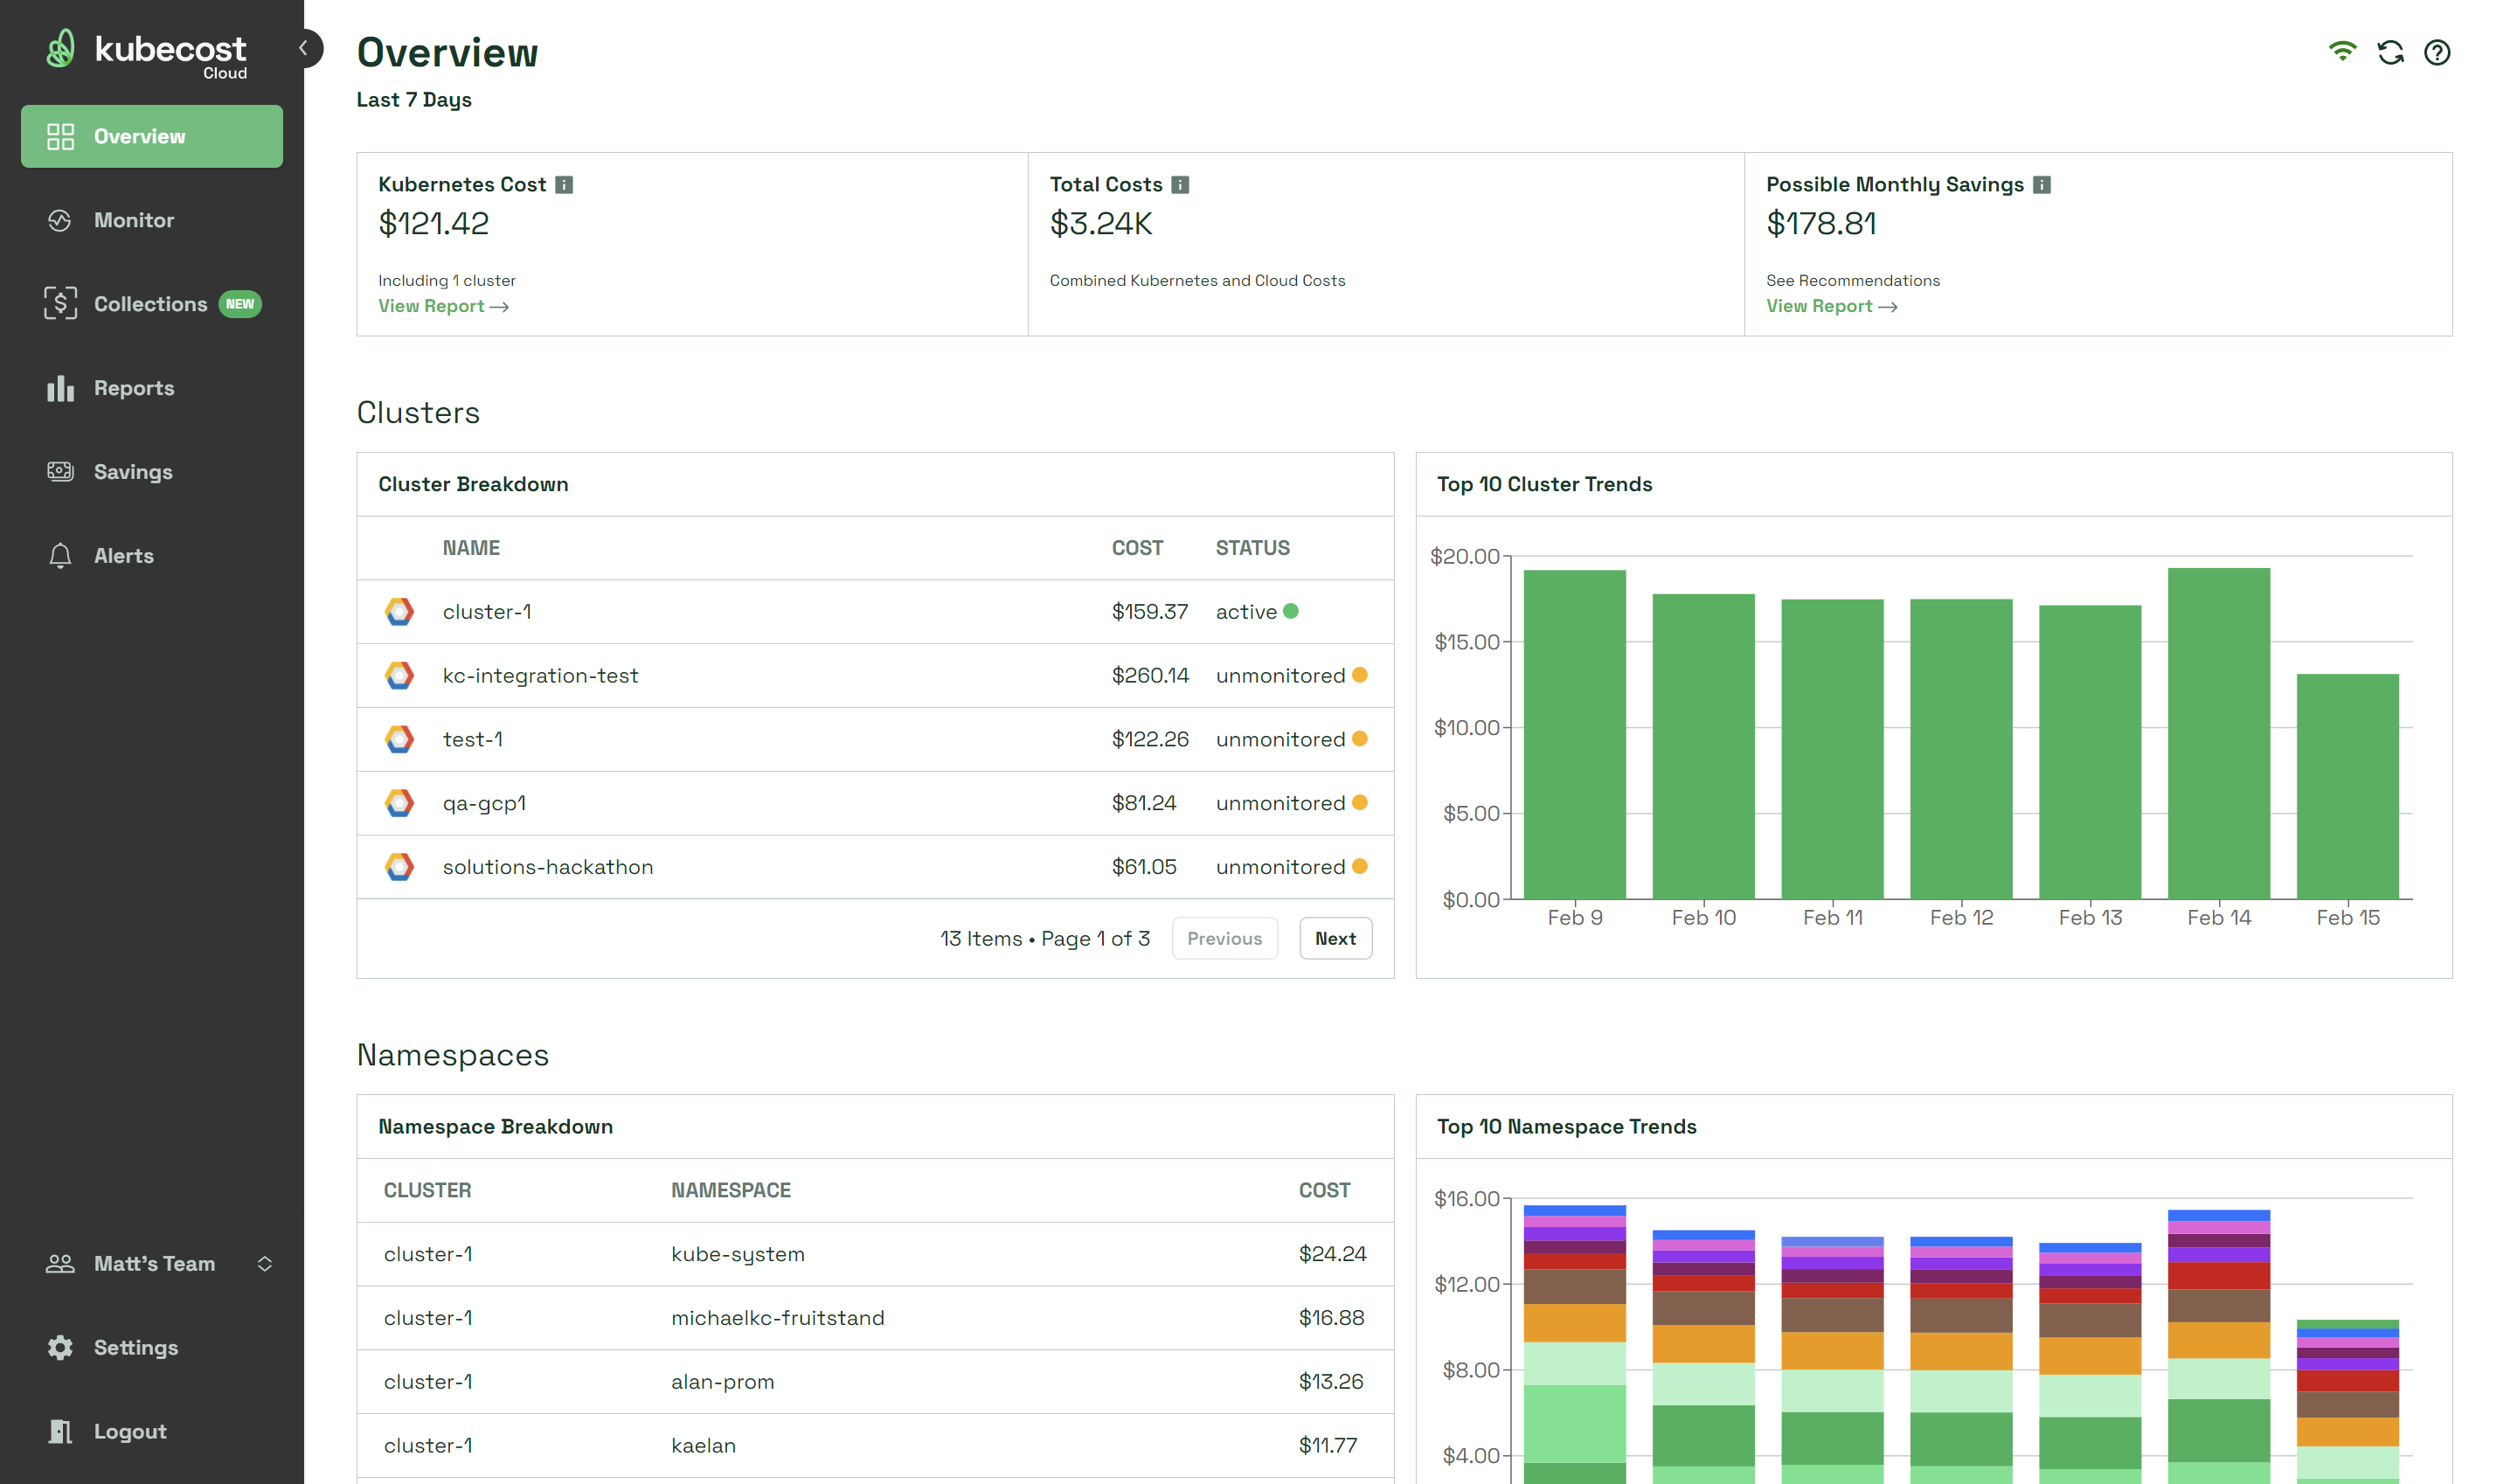 kubecost
Cloud
Overview
Monitor
Collections NEW
Reports
Savings
Alerts
Matt's Team
Settings
Logout
Overview
Last 7 Days
Kubernetes Cost
$121.42
Including 1 cluster
View Report
Total Costs
$3.24K
Combined Kubernetes and Cloud Costs
Possible Monthly Savings
$178.81
See Recommendations
View Report
Clusters
Cluster Breakdown
NAME COST STATUS
cluster-1 $159.37 active
kc-integration-test $260.14 unmonitored
test-1 $122.26 unmonitored
qa-gcp1 $81.24 unmonitored
solutions-hackathon $61.05 unmonitored
13 Items • Page 1 of 3 Previous Next
Top 10 Cluster Trends
$20.00
$15.00
$10.00
$5.00
$0.00
Feb 9 Feb 10 Feb 11 Feb 12 Feb 13 Feb 14 Feb 15
Namespaces
Namespace Breakdown
CLUSTER NAMESPACE COST
cluster-1 kube-system $24.24
cluster-1 michaelkc-fruitstand $16.88
cluster-1 alan-prom $13.26
cluster-1 kaelan $11.77
Top 10 Namespace Trends
$16.00
$12.00
$8.00
$4.00